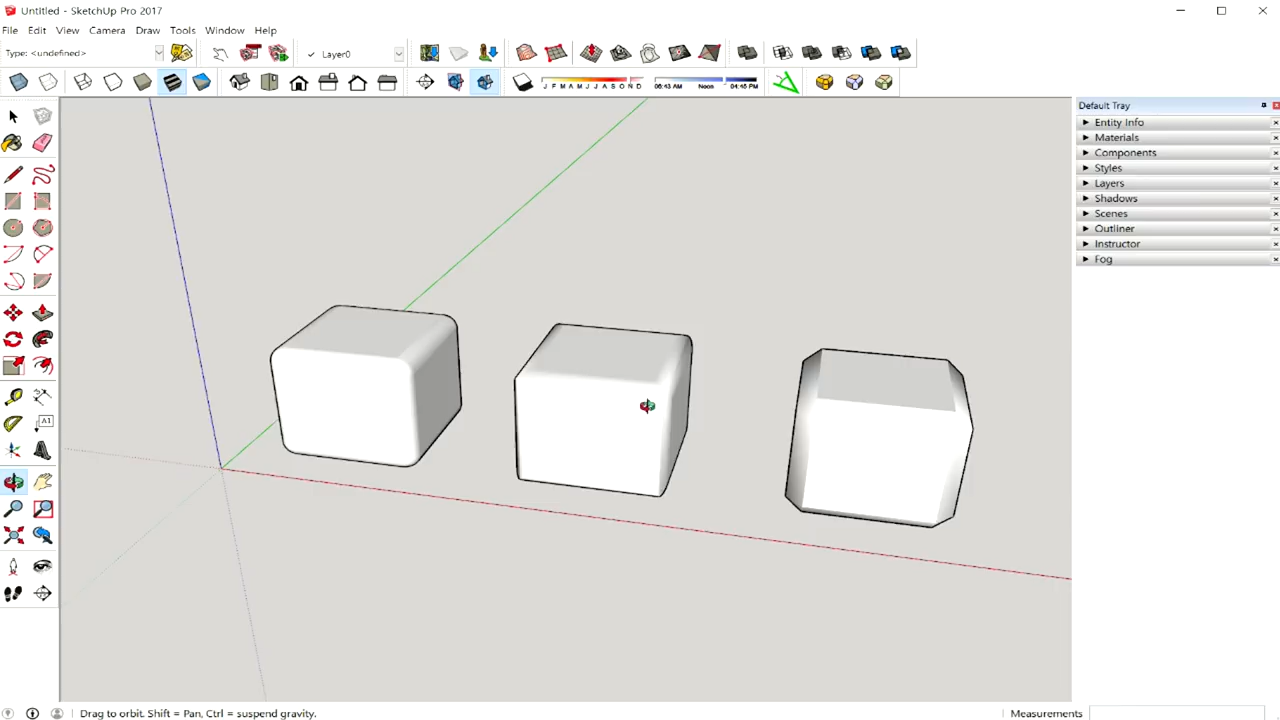 Untitled - SketchUp Pro 2017
File Edit View Camera Draw Tools Window Help
Type: <undefined> Layer0
J F M A M J J A S O N D 06:43 AM Noon 04:45 PM
Default Tray
Entity Info
Materials
Components
Styles
Layers
Shadows
Scenes
Outliner
Instructor
Fog
A1
Drag to orbit. Shift = Pan, Ctrl = suspend gravity. Measurements